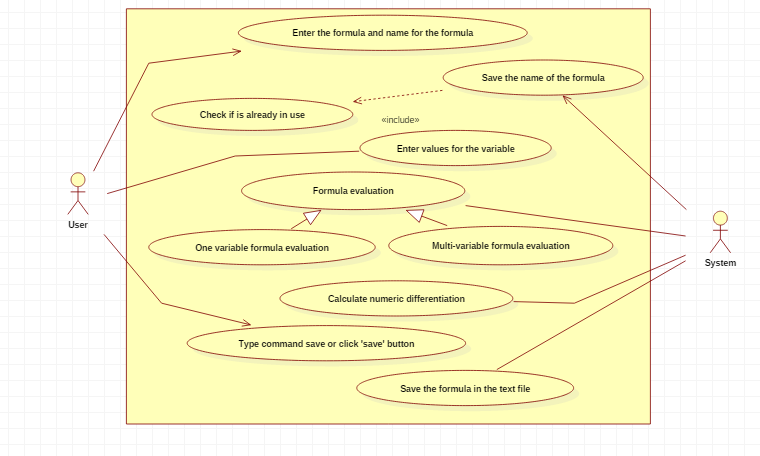 Enter the formula and name for the formula
Save the name of the formula
Check if is already in use
«include»
Enter values for the variable
Formula evaluation
User
One variable formula evaluation
Multi-variable formula evaluation
System
Calculate numeric differentiation
Type command save or click 'save' button
Save the formula in the text file